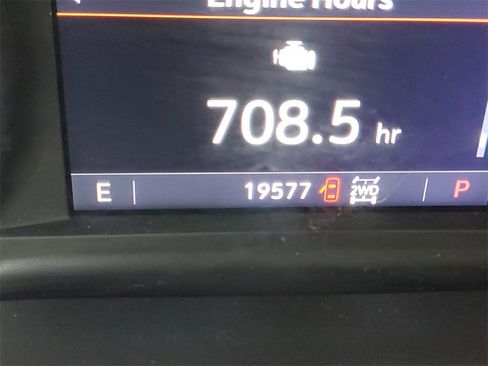 Engine Hours
708.5 hr
E 19577 2WD P